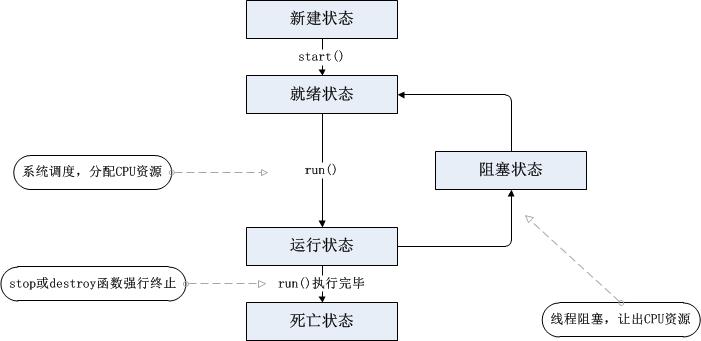 新建状态
start()
就绪状态
系统调度，分配CPU资源
run()
阻塞状态
运行状态
stop或destroy函数强行终止
run()执行完毕
死亡状态
线程阻塞，让出CPU资源